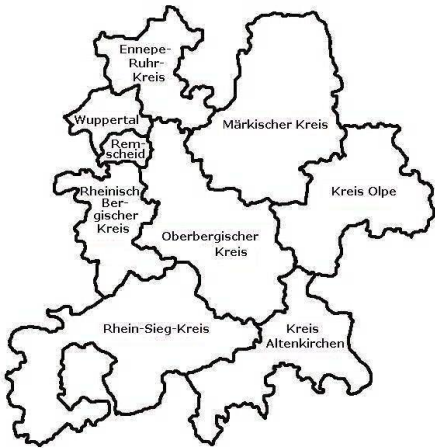 Ennepe-
Ruhr-
Kreis
Wuppertal
Märkischer Kreis
Rem-
scheid
Kreis Olpe
Rheinisch
Ber-
gischer
Kreis
Oberbergischer
Kreis
Rhein-Sieg-Kreis
Kreis
Altenkirchen